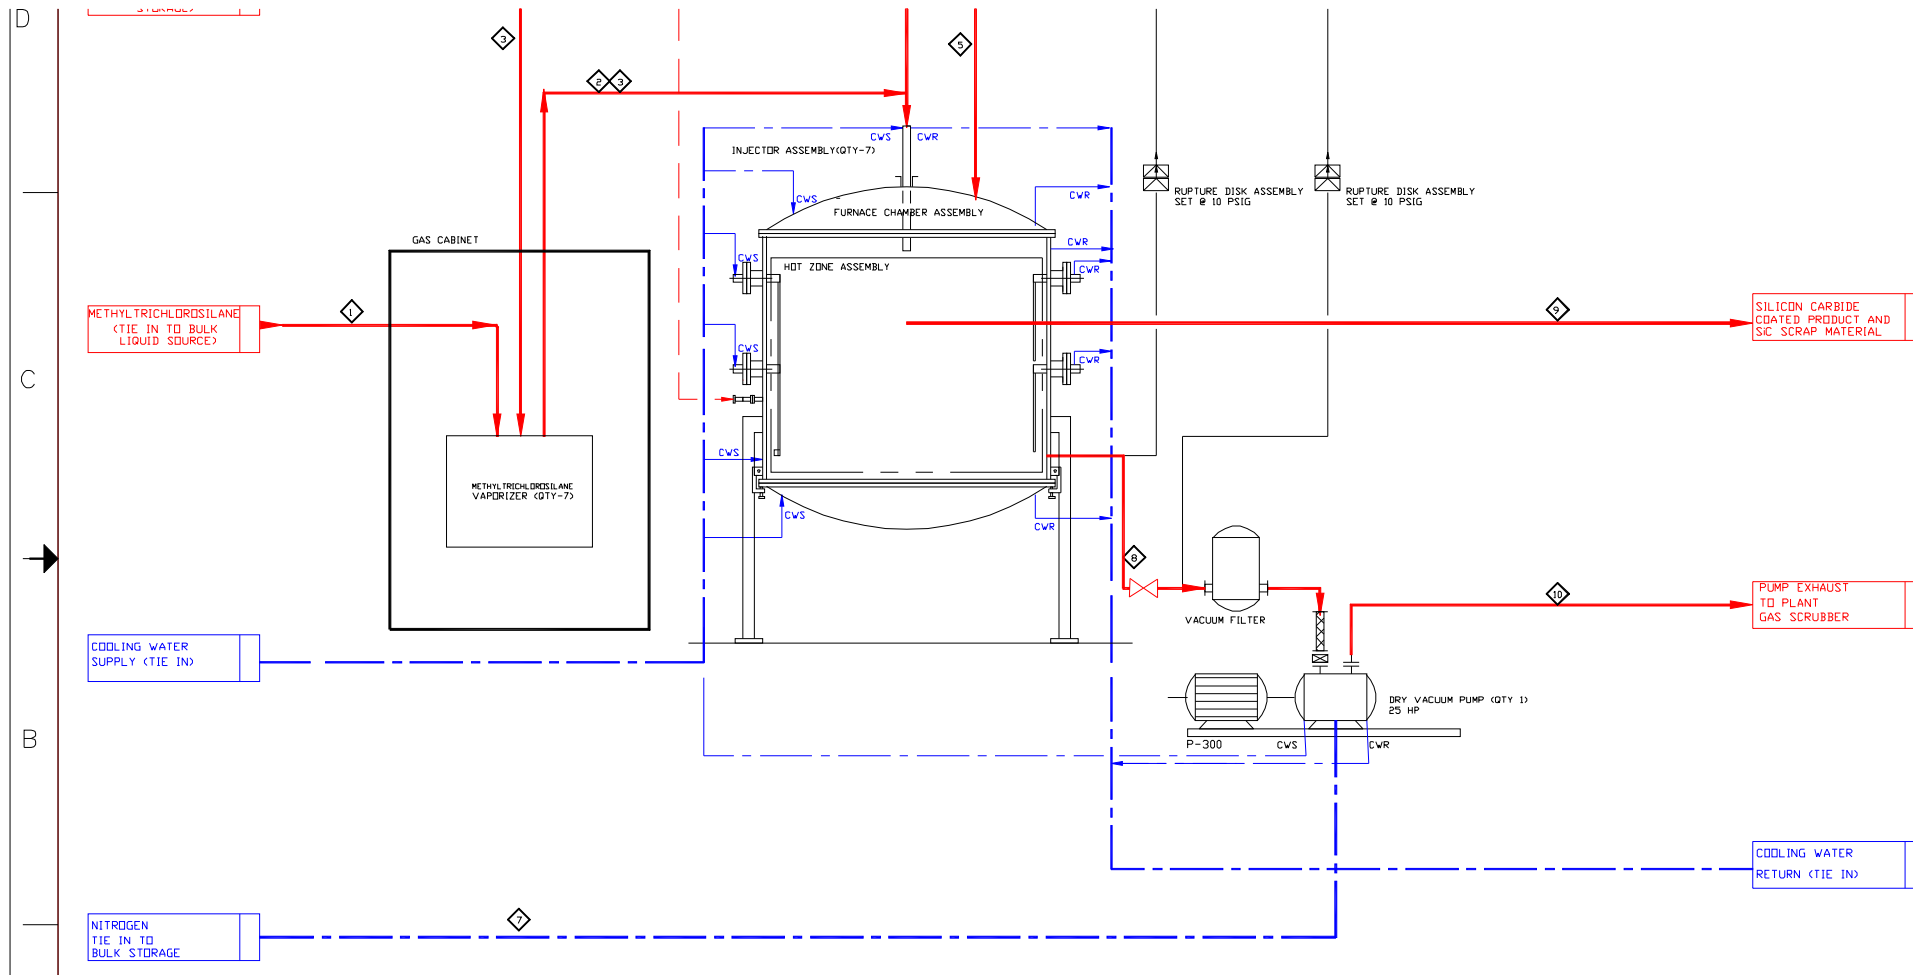 D
STORAGE)
3
5
2 3
CWS
CWR
INJECTOR ASSEMBLY(QTY-7)
RUPTURE DISK ASSEMBLY
SET @ 10 PSIG
RUPTURE DISK ASSEMBLY
SET @ 10 PSIG
CWS
CWR
FURNACE CHAMBER ASSEMBLY
GAS CABINET
CWR
CWS
HOT ZONE ASSEMBLY
CWR
METHYLTRICHLOROSILANE
(TIE IN TO BULK
LIQUID SOURCE)
1
9
SILICON CARBIDE
COATED PRODUCT AND
SiC SCRAP MATERIAL
CWS
CWR
C
CWS
METHYLTRICHLOROSILANE
VAPORIZER (QTY-7)
CWS
CWR
8
VACUUM FILTER
10
PUMP EXHAUST
TO PLANT
GAS SCRUBBER
COOLING WATER
SUPPLY (TIE IN)
DRY VACUUM PUMP (QTY 1)
25 HP
B
P-300
CWS
CWR
COOLING WATER
RETURN (TIE IN)
7
NITROGEN
TIE IN TO
BULK STORAGE